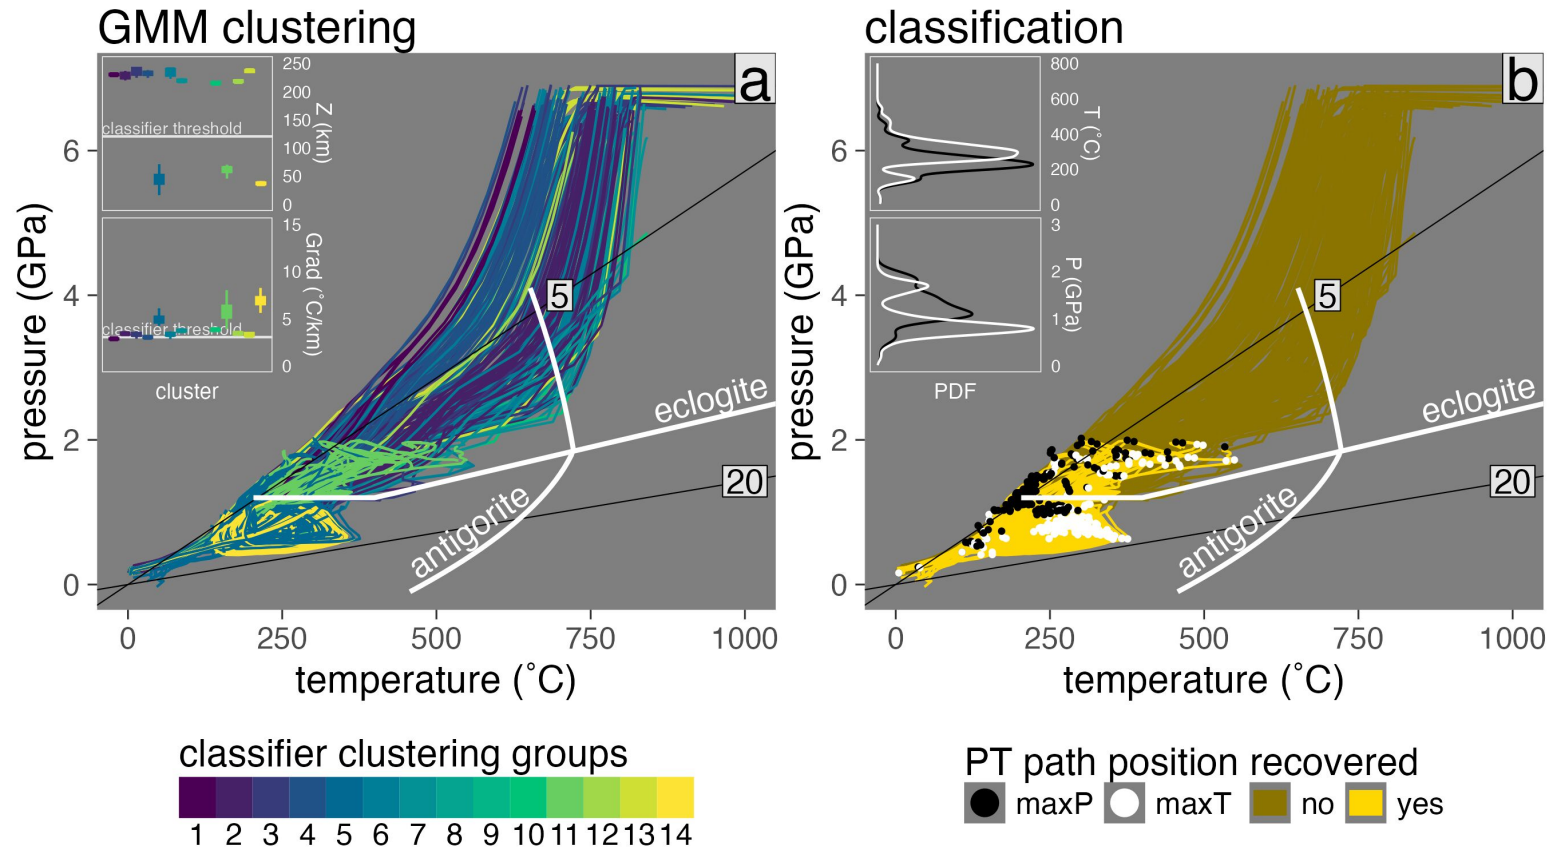 GMM clustering
classification
a
250
200
150
100
50
0
Z (km)
classifier threshold
15
10
5
0
Grad (˚C/km)
classifier threshold
cluster
6
4
2
0
pressure (GPa)
5
20
eclogite
antigorite
0
250
500
750
1000
temperature (˚C)
b
800
600
400
200
0
T (˚C)
3
2
1
0
P (GPa)
PDF
6
4
2
0
pressure (GPa)
5
20
eclogite
antigorite
0
250
500
750
1000
temperature (˚C)
classifier clustering groups
1 2 3 4 5 6 7 8 9 10 11 12 13 14
PT path position recovered
maxP maxT no yes